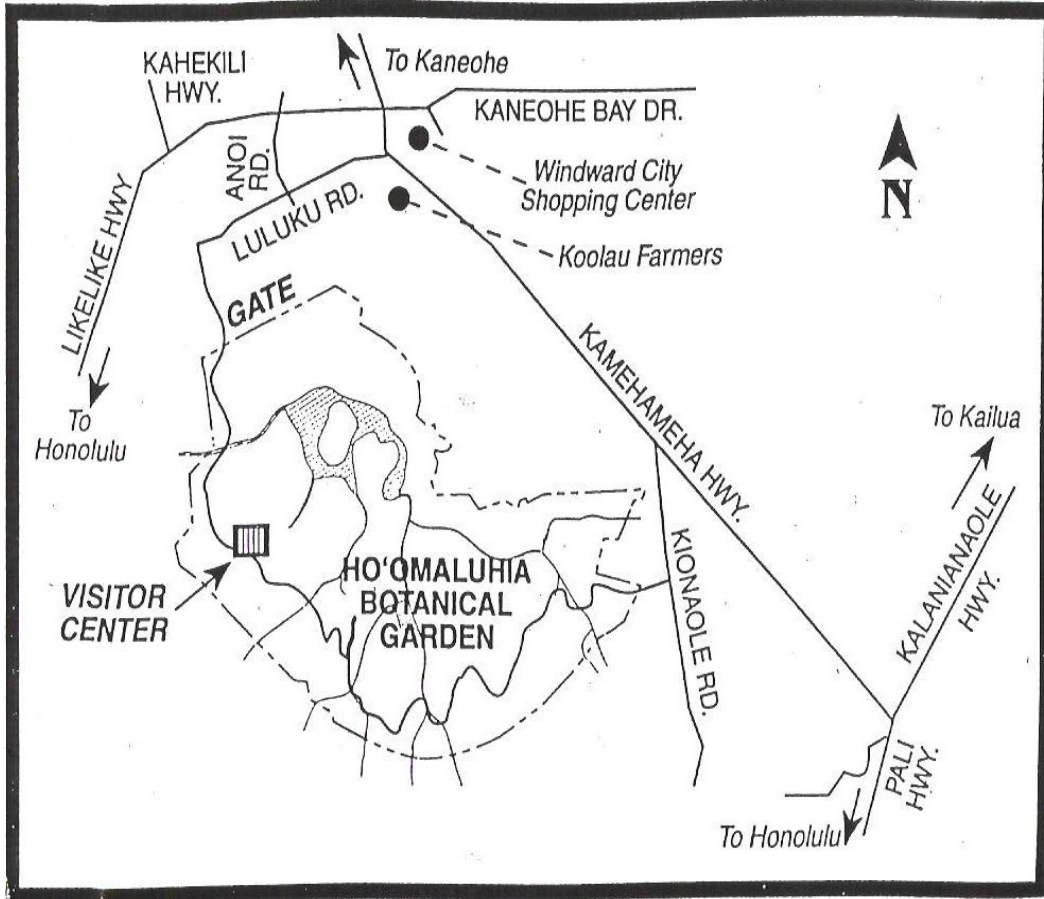 KAHEKILI
HWY.
To Kaneohe
KANEOHE BAY DR.
ANOI
RD.
Windward City
Shopping Center
N
LULUKU RD.
Koolau Farmers
LIKELIKE HWY
GATE
KAMEHAMEHA HWY.
To
Honolulu
To Kailua
KALANIANAOLE
HWY.
HO'OMALUHIA
BOTANICAL
GARDEN
VISITOR
CENTER
KIONAOLE RD.
PALI
HWY.
To Honolulu